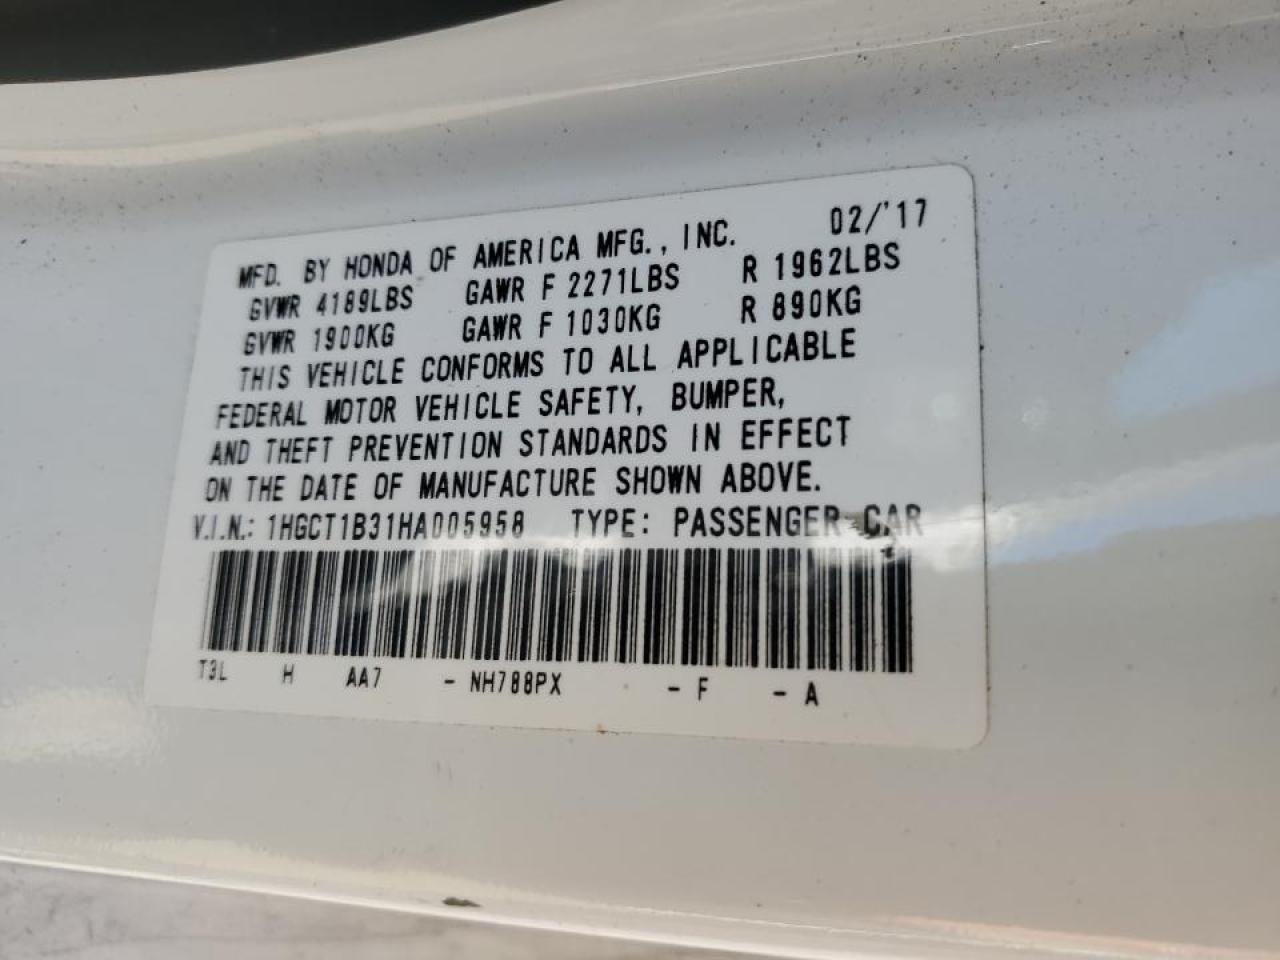 MFD. BY HONDA OF AMERICA MFG., INC. 02/'17
GVWR 4189LBS GAWR F 2271LBS R 1962LBS
GVWR 1900KG GAWR F 1030KG R 890KG
THIS VEHICLE CONFORMS TO ALL APPLICABLE
FEDERAL MOTOR VEHICLE SAFETY, BUMPER,
AND THEFT PREVENTION STANDARDS IN EFFECT
ON THE DATE OF MANUFACTURE SHOWN ABOVE.
V.I.N.: 1HGCT1B31HA005958 TYPE: PASSENGER CAR
T3L H AA7 - NH788PX - F - A